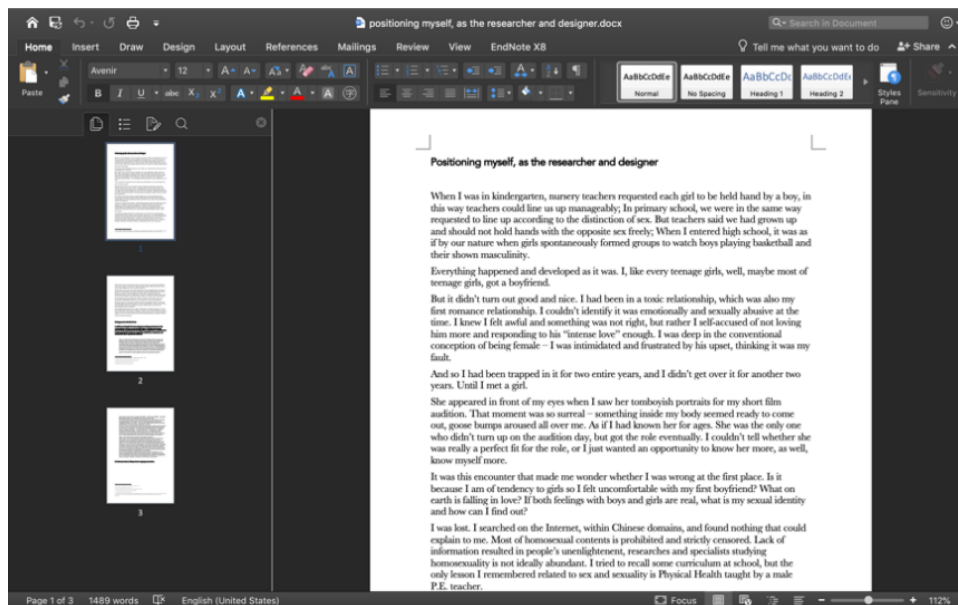 positioning myself, as the researcher and designer.docx
Search in Document
Home Insert Draw Design Layout References Mailings Review View EndNote X8
Tell me what you want to do
Share
Paste
Avenir
12
A A
B I U abc X₂ X² A A A
AaBbCcDdEe AaBbCcDdEe AaBbCcDc AaBbCcDdEe
Normal No Spacing Heading 1 Heading 2
Styles Pane
Sensitivity
Positioning myself, as the researcher and designer
When I was in kindergarten, nursery teachers requested each girl to be held hand by a boy, in
this way teachers could line us up manageably; In primary school, we were in the same way
requested to line up according to the distinction of sex. But teachers said we had grown up
and should not hold hands with the opposite sex freely; When I entered high school, it was as
if by our nature when girls spontaneously formed groups to watch boys playing basketball and
their shown masculinity.
Everything happened and developed as it was. I, like every teenage girls, well, maybe most of
teenage girls, got a boyfriend.
But it didn't turn out good and nice. I had been in a toxic relationship, which was also my
first romance relationship. I couldn't identify it was emotionally and sexually abusive at the
time. I knew I felt awful and something was not right, but rather I self-accused of not loving
him more and responding to his "intense love" enough. I was deep in the conventional
conception of being female – I was intimidated and frustrated by his upset, thinking it was my
fault.
And so I had been trapped in it for two entire years, and I didn't get over it for another two
years. Until I met a girl.
She appeared in front of my eyes when I saw her tomboyish portraits for my short film
audition. That moment was so surreal – something inside my body seemed ready to come
out, goose bumps aroused all over me. As if I had known her for ages. She was the only one
who didn't turn up on the audition day, but got the role eventually. I couldn't tell whether she
was really a perfect fit for the role, or I just wanted an opportunity to know her more, as well,
know myself more.
It was this encounter that made me wonder whether I was wrong at the first place. Is it
because I am of tendency to girls so I felt uncomfortable with my first boyfriend? What on
earth is falling in love? If both feelings with boys and girls are real, what is my sexual identity
and how can I find out?
I was lost. I searched on the Internet, within Chinese domains, and found nothing that could
explain to me. Most of homosexual contents is prohibited and strictly censored. Lack of
information resulted in people's unenlightenent, researches and specialists studying
homosexuality is not ideally abundant. I tried to recall some curriculum at school, but the
only lesson I remembered related to sex and sexuality is Physical Health taught by a male
P.E. teacher.
1
2
3
Page 1 of 3 1489 words English (United States)
Focus
112%